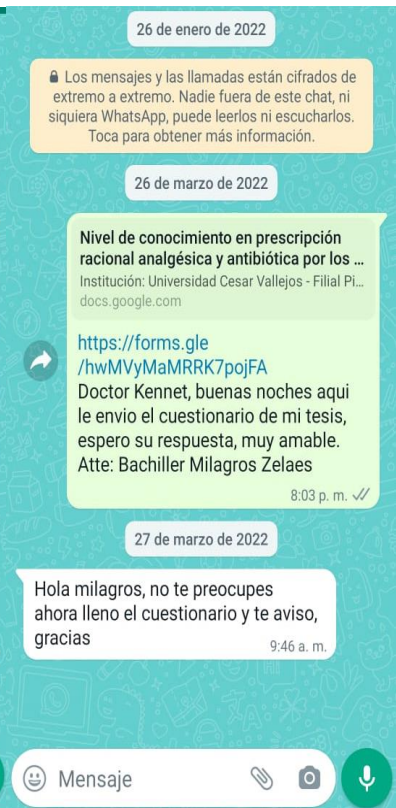 26 de enero de 2022
Los mensajes y las llamadas están cifrados de
extremo a extremo. Nadie fuera de este chat, ni
siquiera WhatsApp, puede leerlos ni escucharlos.
Toca para obtener más información.
26 de marzo de 2022
Nivel de conocimiento en prescripción
racional analgésica y antibiótica por los ...
Institución: Universidad Cesar Vallejos - Filial Pi...
docs.google.com
https://forms.gle
/hwMVyMaMRRK7pojFA
Doctor Kennet, buenas noches aqui
le envio el cuestionario de mi tesis,
espero su respuesta, muy amable.
Atte: Bachiller Milagros Zelaes
8:03 p. m.
27 de marzo de 2022
Hola milagros, no te preocupes
ahora lleno el cuestionario y te aviso,
gracias
9:46 a. m.
Mensaje